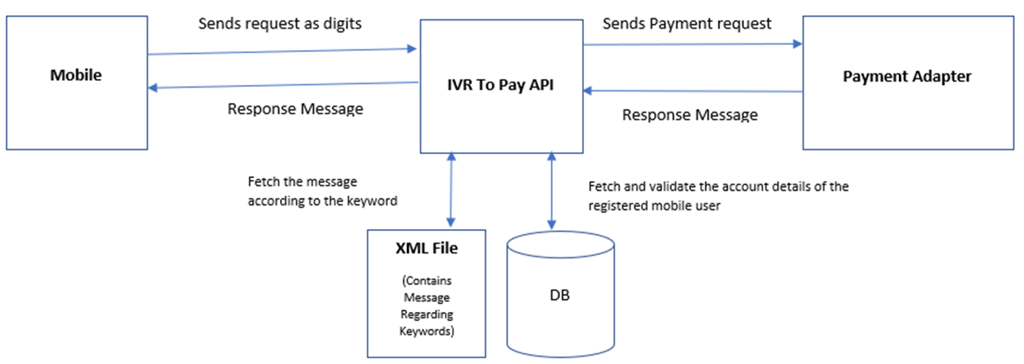 Sends request as digits
Sends Payment request
Mobile
IVR To Pay API
Payment Adapter
Response Message
Response Message
Fetch the message
according to the keyword
Fetch and validate the account details of the
registered mobile user
XML File
(Contains
Message
Regarding
Keywords)
DB